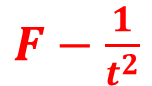 F − 1/t²